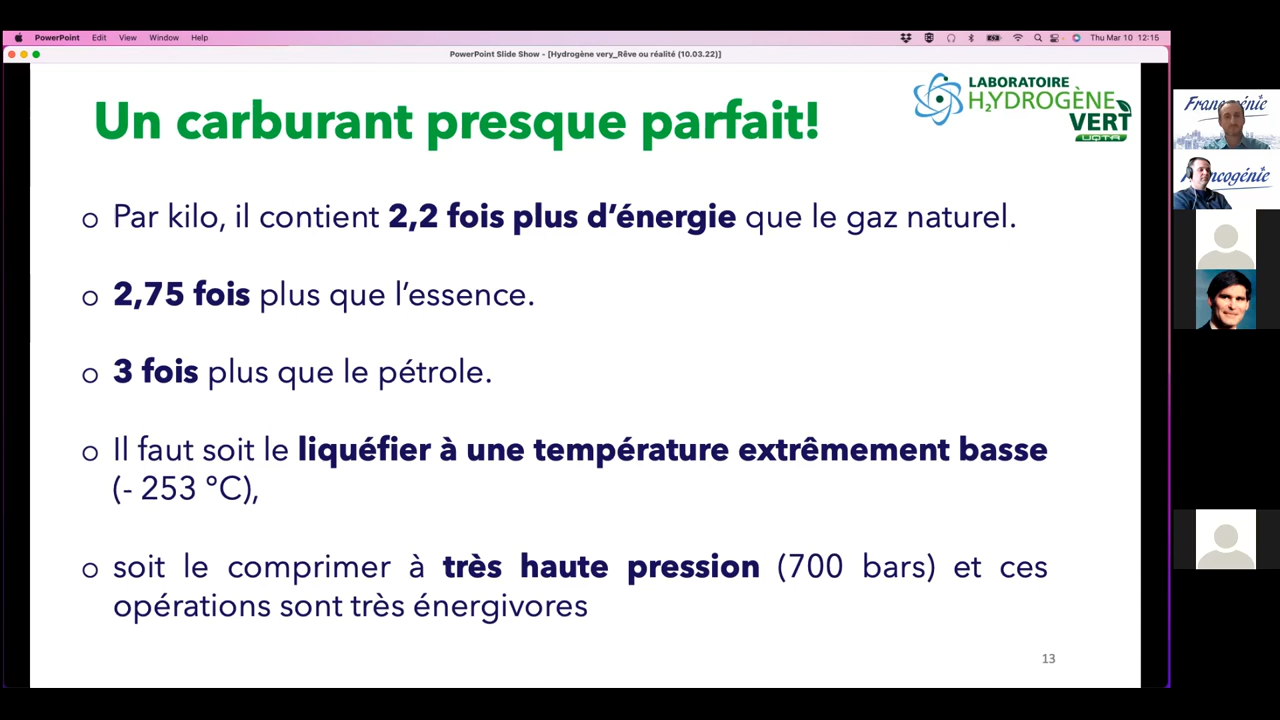 PowerPoint Edit View Window Help Thu Mar 10 12:15
PowerPoint Slide Show - [Hydrogène very_Rêve ou réalité (10.03.22)]
Un carburant presque parfait!
LABORATOIRE
H2YDROGÈNE
VERT
UQTR
o Par kilo, il contient 2,2 fois plus d’énergie que le gaz naturel.
o 2,75 fois plus que l’essence.
o 3 fois plus que le pétrole.
o Il faut soit le liquéfier à une température extrêmement basse
(- 253 °C),
o soit le comprimer à très haute pression (700 bars) et ces
opérations sont très énergivores
13